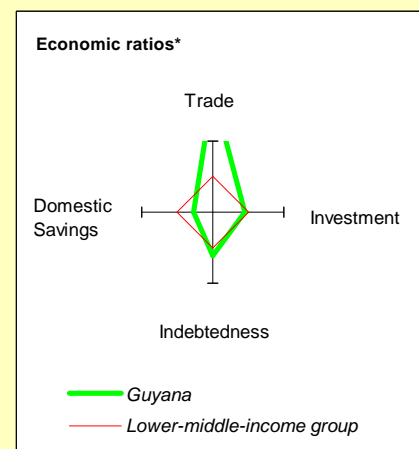 Economic ratios*
Trade
Domestic
Savings
Investment
Indebtedness
Guyana
Lower-middle-income group